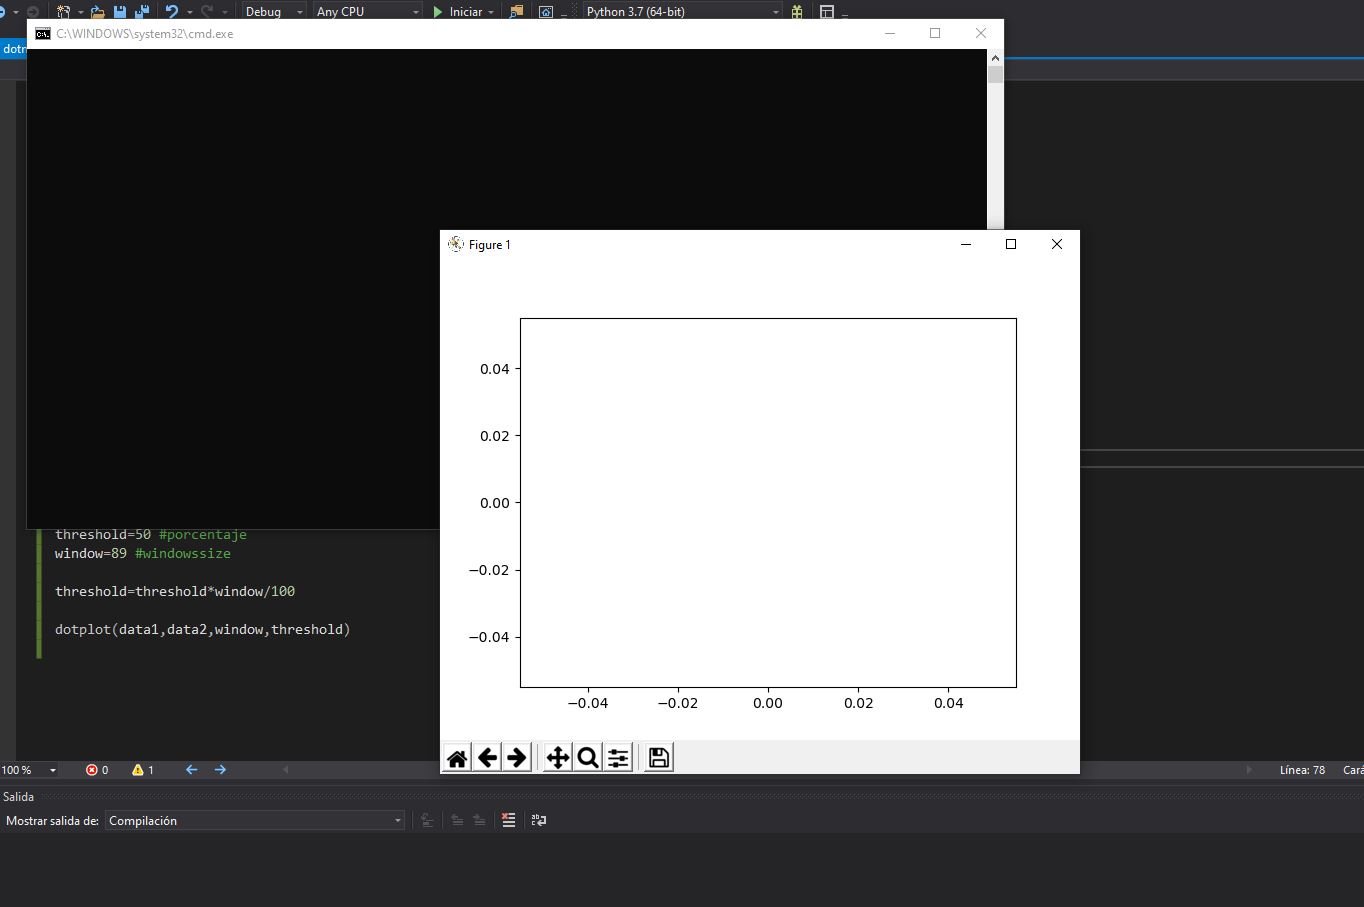 Debug
Any CPU
Iniciar
Python 3.7 (64-bit)
C:\WINDOWS\system32\cmd.exe
Figure 1
0.04
0.02
0.00
−0.02
−0.04
−0.04 −0.02 0.00 0.02 0.04
threshold=50 #porcentaje
window=89 #windowssize
threshold=threshold*window/100
dotplot(data1,data2,window,threshold)
100 %
0
1
Línea: 78
Salida
Mostrar salida de: Compilación